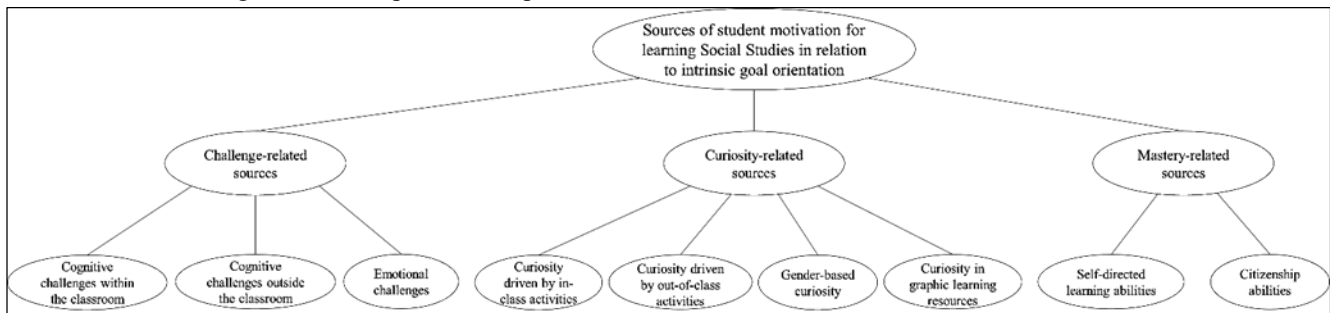 Sources of student motivation for
learning Social Studies in relation
to intrinsic goal orientation
Challenge-related
sources
Curiosity-related
sources
Mastery-related
sources
Cognitive
challenges within
the classroom
Cognitive
challenges outside
the classroom
Emotional
challenges
Curiosity
driven by in-
class activities
Curiosity driven
by out-of-class
activities
Gender-based
curiosity
Curiosity in
graphic learning
resources
Self-directed
learning abilities
Citizenship
abilities